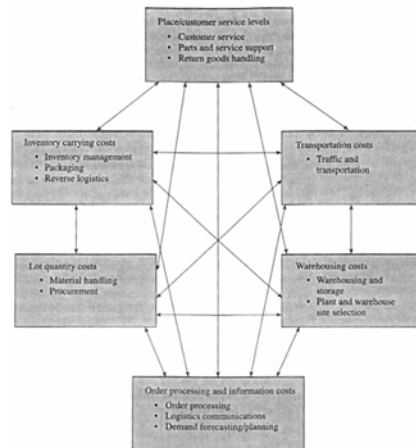 Place/customer service levels
• Customer service
• Parts and service support
• Return goods handling
Inventory carrying costs
• Inventory management
• Packaging
• Reverse logistics
Transportation costs
• Traffic and
transportation
Lot quantity costs
• Material handling
• Procurement
Warehousing costs
• Warehousing and
storage
• Plant and warehouse
site selection
Order processing and information costs
• Order processing
• Logistics communications
• Demand forecasting/planning